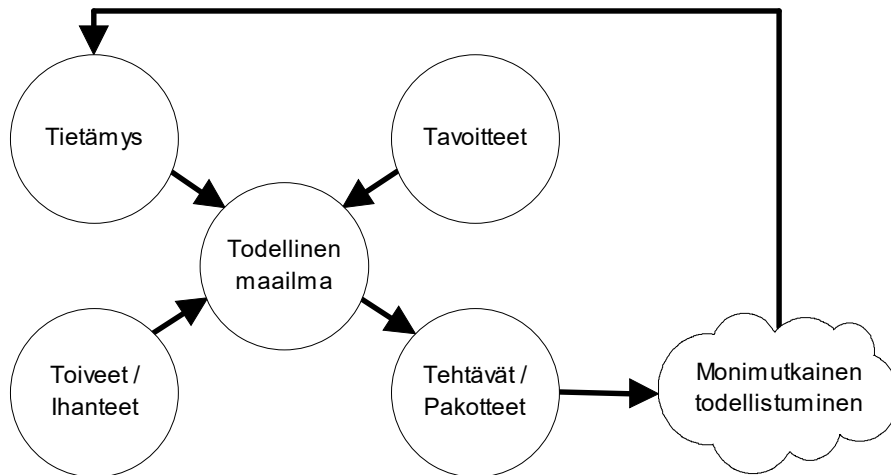 Tietämys
Tavoitteet
Todellinen
maailma
Toiveet /
Ihanteet
Tehtävät /
Pakotteet
Monimutkainen
todellistuminen